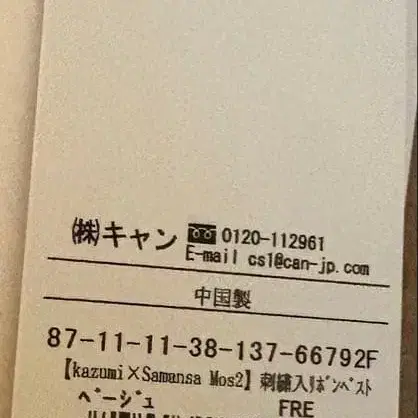 ㈱キャン 0120-112961
E-mail cs1@can-jp.com
中国製
87-11-11-38-137-66792F
【kazumi×Samansa Mos2】刺繍入リボンベスト
ベージュ FRE